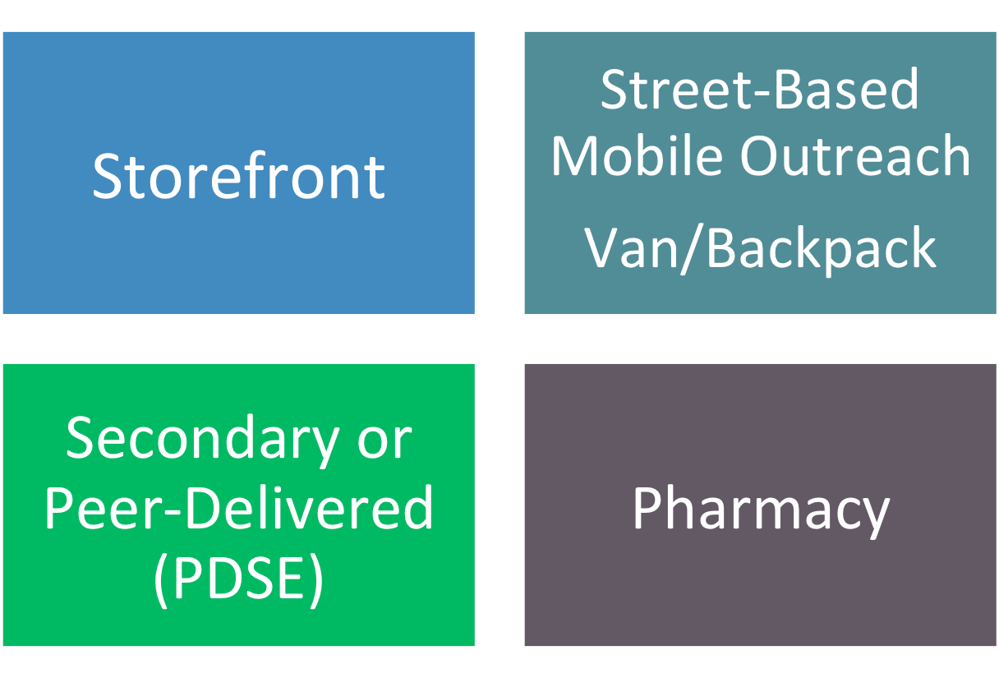 Storefront
Street-Based
Mobile Outreach
Van/Backpack
Secondary or
Peer-Delivered
(PDSE)
Pharmacy